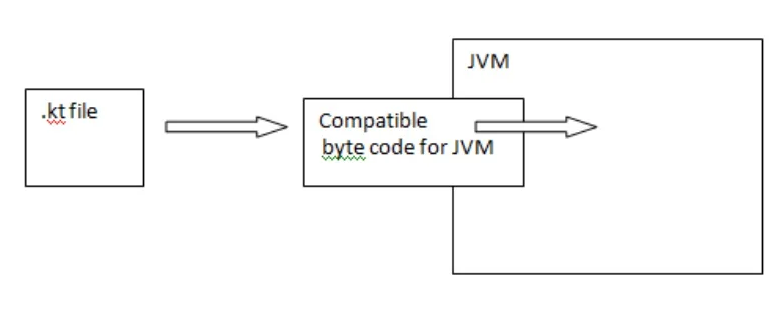 .kt file
Compatible
byte code for JVM
JVM